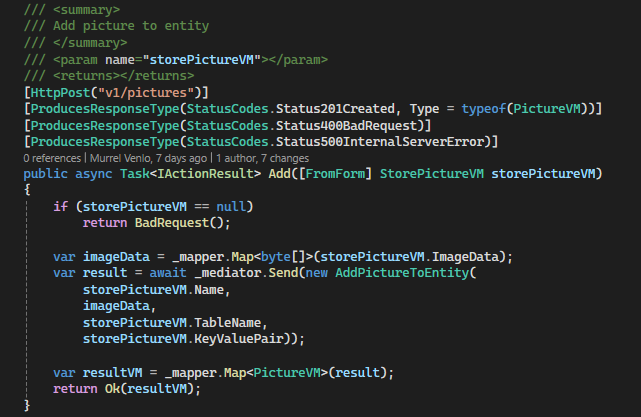 /// <summary>
/// Add picture to entity
/// </summary>
/// <param name="storePictureVM"></param>
/// <returns></returns>
[HttpPost("v1/pictures")]
[ProducesResponseType(StatusCodes.Status201Created, Type = typeof(PictureVM))]
[ProducesResponseType(StatusCodes.Status400BadRequest)]
[ProducesResponseType(StatusCodes.Status500InternalServerError)]
0 references | Murrel Venlo, 7 days ago | 1 author, 7 changes
public async Task<IActionResult> Add([FromForm] StorePictureVM storePictureVM)
{
    if (storePictureVM == null)
        return BadRequest();

    var imageData = _mapper.Map<byte[]>(storePictureVM.ImageData);
    var result = await _mediator.Send(new AddPictureToEntity(
        storePictureVM.Name,
        imageData,
        storePictureVM.TableName,
        storePictureVM.KeyValuePair));

    var resultVM = _mapper.Map<PictureVM>(result);
    return Ok(resultVM);
}